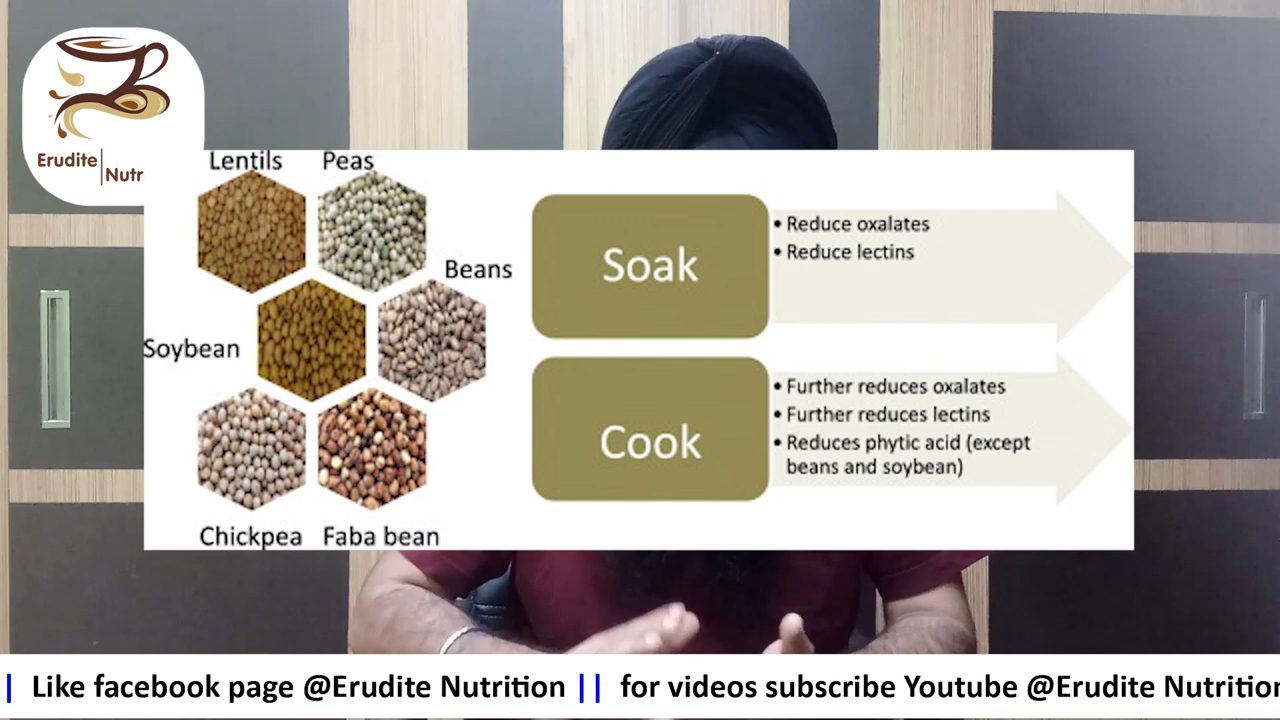 Erudite
Nutr
Lentils
Peas
Beans
Soybean
Chickpea
Faba bean
Soak
• Reduce oxalates
• Reduce lectins
Cook
• Further reduces oxalates
• Further reduces lectins
• Reduces phytic acid (except
beans and soybean)
| Like facebook page @Erudite Nutrition || for videos subscribe Youtube @Erudite Nutrition